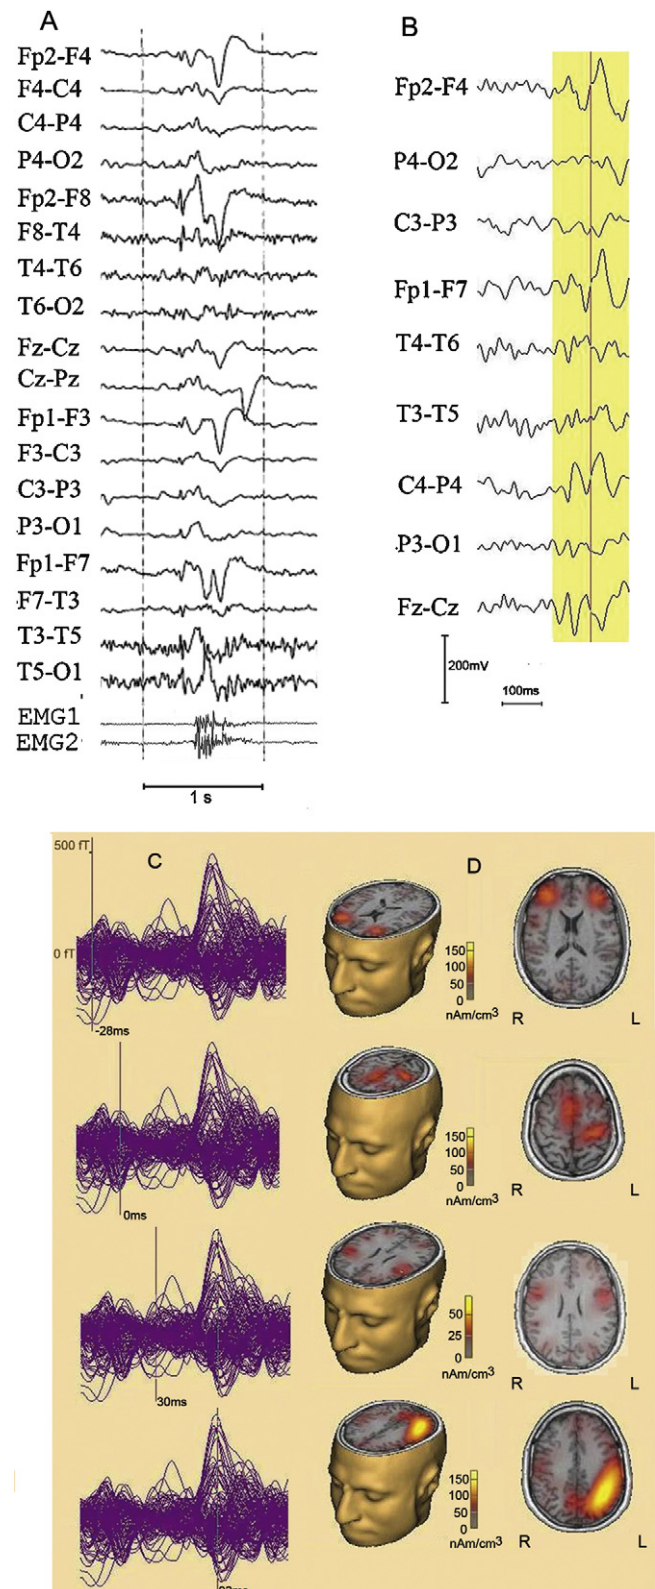 A
Fp2-F4
F4-C4
C4-P4
P4-O2
Fp2-F8
F8-T4
T4-T6
T6-O2
Fz-Cz
Cz-Pz
Fp1-F3
F3-C3
C3-P3
P3-O1
Fp1-F7
F7-T3
T3-T5
T5-O1
EMG1
EMG2
1 s
B
Fp2-F4
P4-O2
C3-P3
Fp1-F7
T4-T6
T3-T5
C4-P4
P3-O1
Fz-Cz
200mV
100ms
C
D
500 fT
0 fT
-28ms
150
100
50
0
nAm/cm3
R L
0ms
150
100
50
0
nAm/cm3
R L
30ms
50
25
0
nAm/cm3
R L
150
100
50
0
nAm/cm3
R L